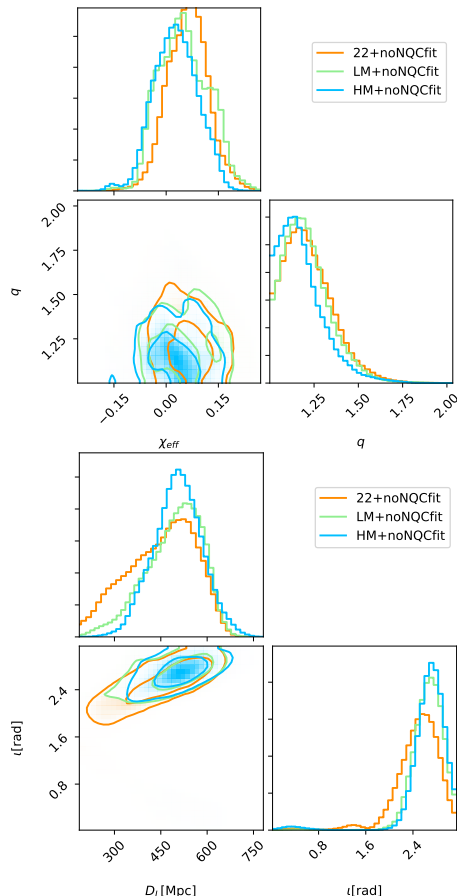 22+noNQCfit
LM+noNQCfit
HM+noNQCfit
q
2.00
1.75
1.50
1.25
−0.15
0.00
0.15
χeff
1.25
1.50
1.75
2.00
q
22+noNQCfit
LM+noNQCfit
HM+noNQCfit
ι[rad]
2.4
1.6
0.8
300
450
600
750
DL[Mpc]
0.8
1.6
2.4
ι[rad]